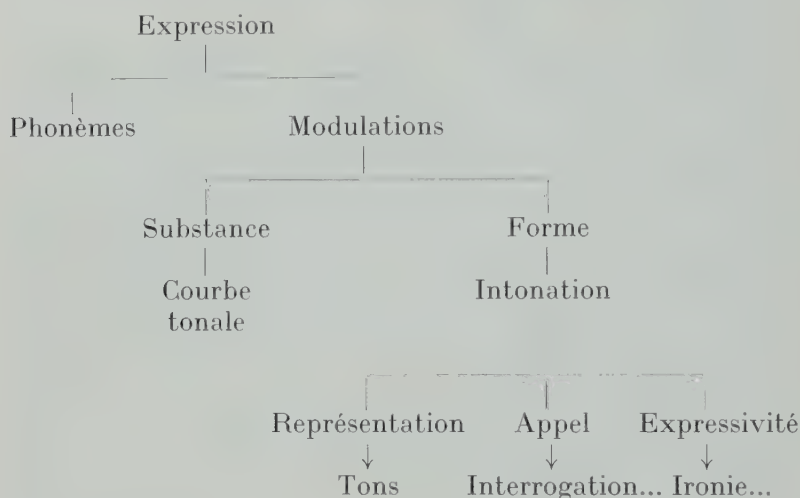 Expression
Phonèmes Modulations
Substance Forme
Courbe Intonation
tonale
Représentation Appel Expressivité
Tons Interrogation... Ironie...